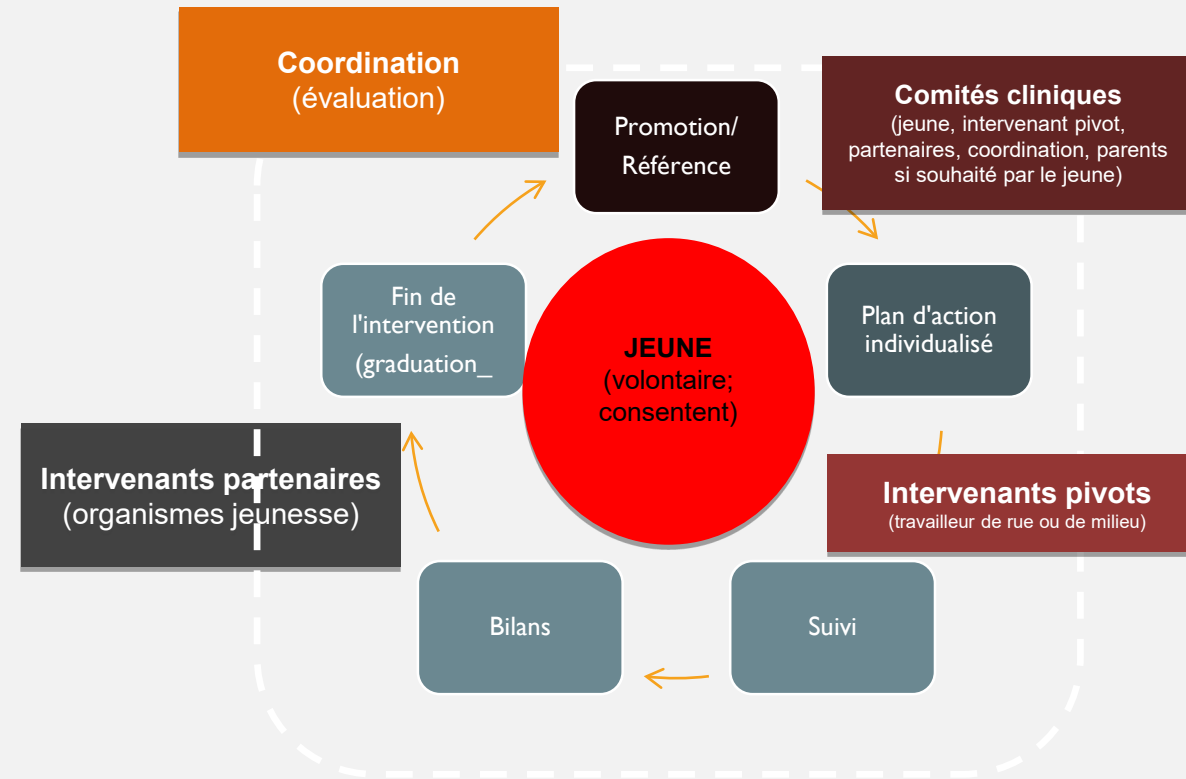 Coordination
(évaluation)
Promotion/
Référence
Comités cliniques
(jeune, intervenant pivot,
partenaires, coordination, parents
si souhaité par le jeune)
Fin de
l'intervention
(graduation_
JEUNE
(volontaire;
consentent)
Plan d'action
individualisé
Intervenants partenaires
(organismes jeunesse)
Intervenants pivots
(travailleur de rue ou de milieu)
Bilans
Suivi